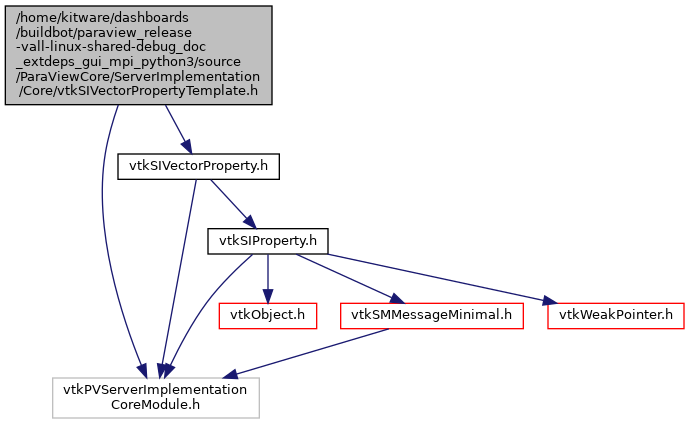 /home/kitware/dashboards
/buildbot/paraview_release
-vall-linux-shared-debug_doc
_extdeps_gui_mpi_python3/source
/ParaViewCore/ServerImplementation
/Core/vtkSIVectorPropertyTemplate.h
vtkSIVectorProperty.h
vtkSIProperty.h
vtkObject.h
vtkSMMessageMinimal.h
vtkWeakPointer.h
vtkPVServerImplementation
CoreModule.h